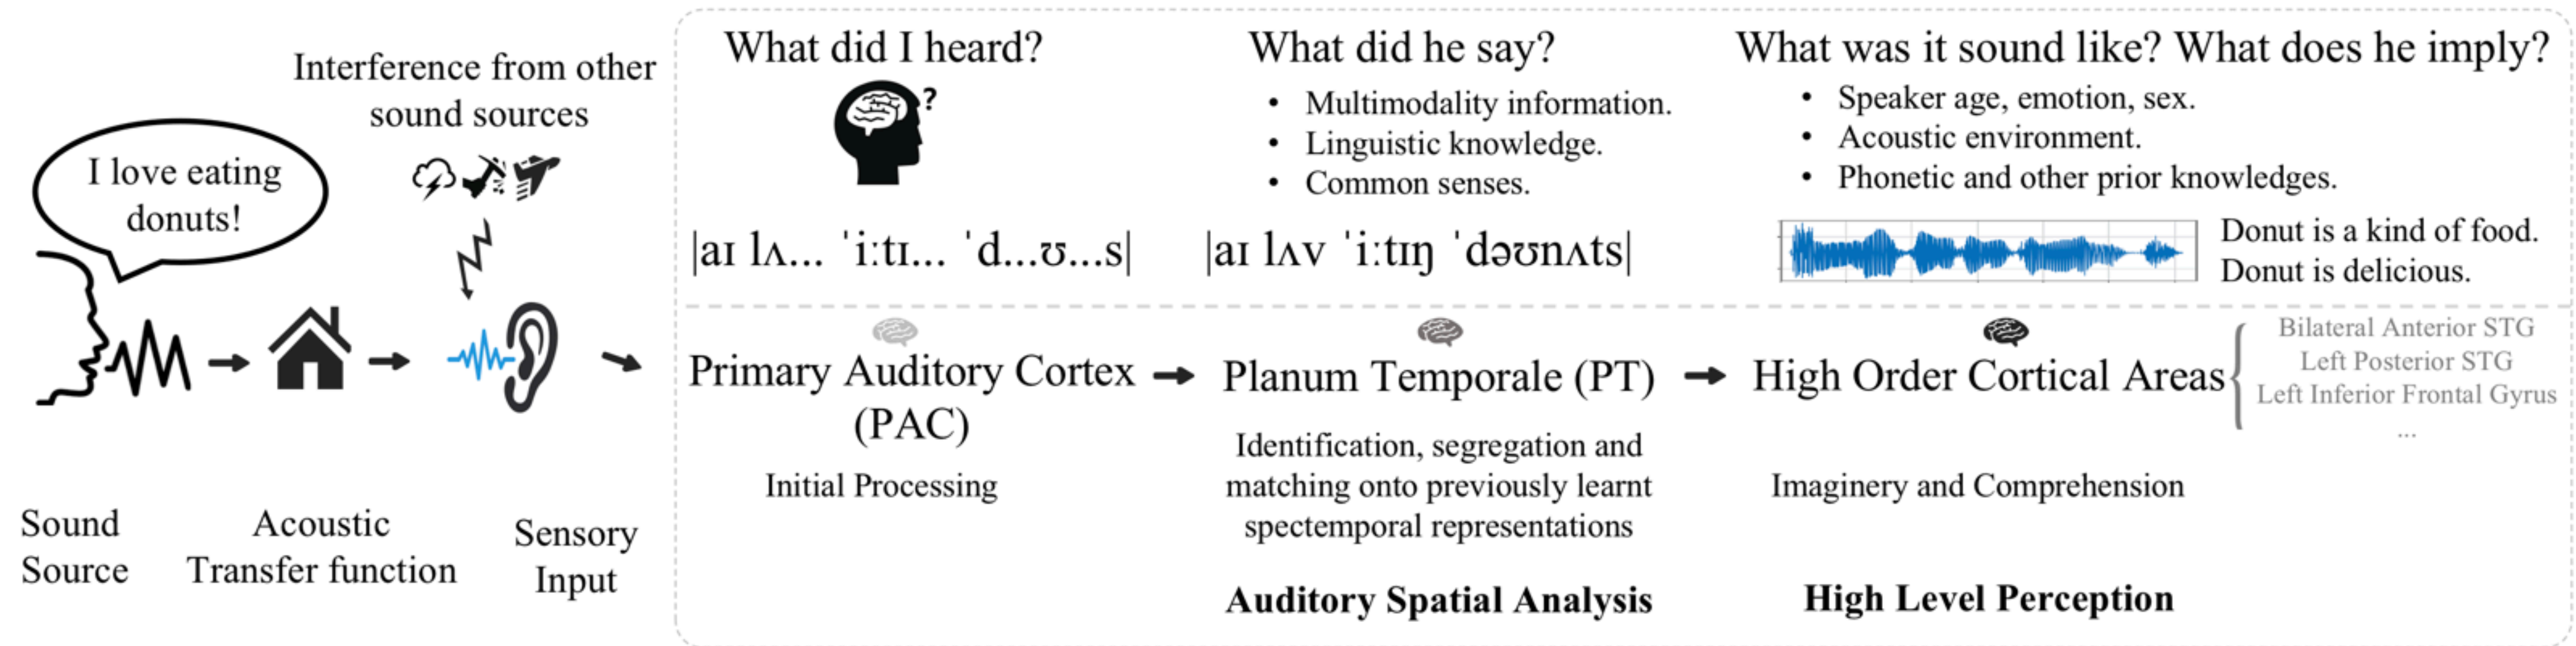 I love eating
donuts!
Interference from other
sound sources
Sound
Source
Acoustic
Transfer function
Sensory
Input
What did I heard?
?
|aɪ lʌ... ˈiːtɪ... ˈd...ʊ...s|
Primary Auditory Cortex
(PAC)
Initial Processing
What did he say?
• Multimodality information.
• Linguistic knowledge.
• Common senses.
|aɪ lʌv ˈiːtɪŋ ˈdəʊnʌts|
Planum Temporale (PT)
Identification, segregation and
matching onto previously learnt
spectemporal representations
Auditory Spatial Analysis
What was it sound like? What does he imply?
• Speaker age, emotion, sex.
• Acoustic environment.
• Phonetic and other prior knowledges.
Donut is a kind of food.
Donut is delicious.
High Order Cortical Areas
Bilateral Anterior STG
Left Posterior STG
Left Inferior Frontal Gyrus
...
Imaginery and Comprehension
High Level Perception